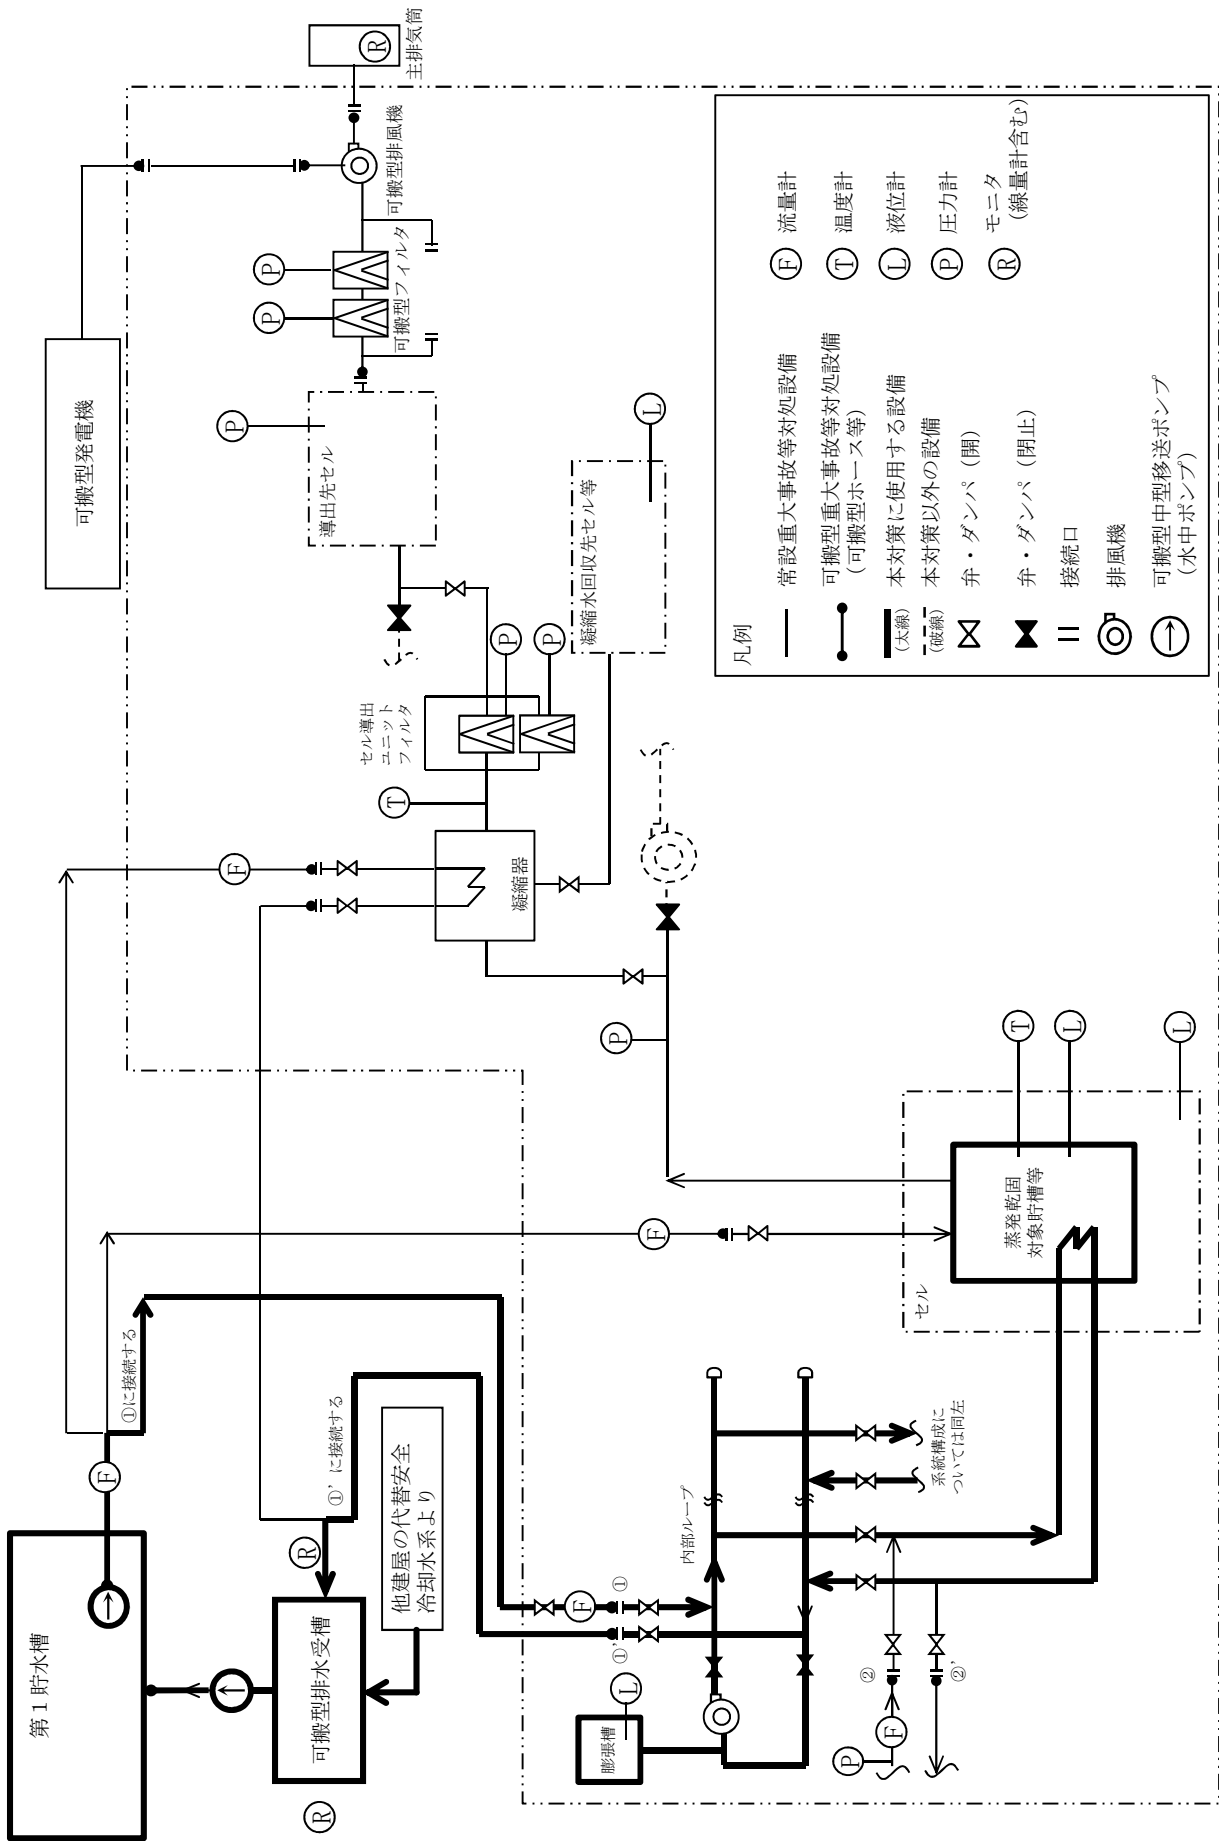 第１貯水槽
F
①に接続する
F
可搬型発電機
主排気筒
R
可搬型排風機
P
P
可搬型フィルタ
P
導出先セル
L
凝縮水回収先セル等
P
P
セル導出
ユニット
フィルタ
T
凝縮器
P
R
可搬型排水受槽
R
①’に接続する
他建屋の代替安全
冷却水系より
F
①
①’
L
膨張槽
内部ループ
系統構成に
ついては同左
②
②’
F
P
F
セル
蒸発乾固
対象貯槽等
T
L
L
凡例
常設重大事故等対処設備
可搬型重大事故等対処設備
（可搬型ホース等）
（太線）
本対策に使用する設備
（破線）
本対策以外の設備
弁・ダンパ（開）
弁・ダンパ（閉止）
接続口
排風機
可搬型中型移送ポンプ
（水中ポンプ）
F 流量計
T 温度計
L 液位計
P 圧力計
R モニタ
（線量計含む）